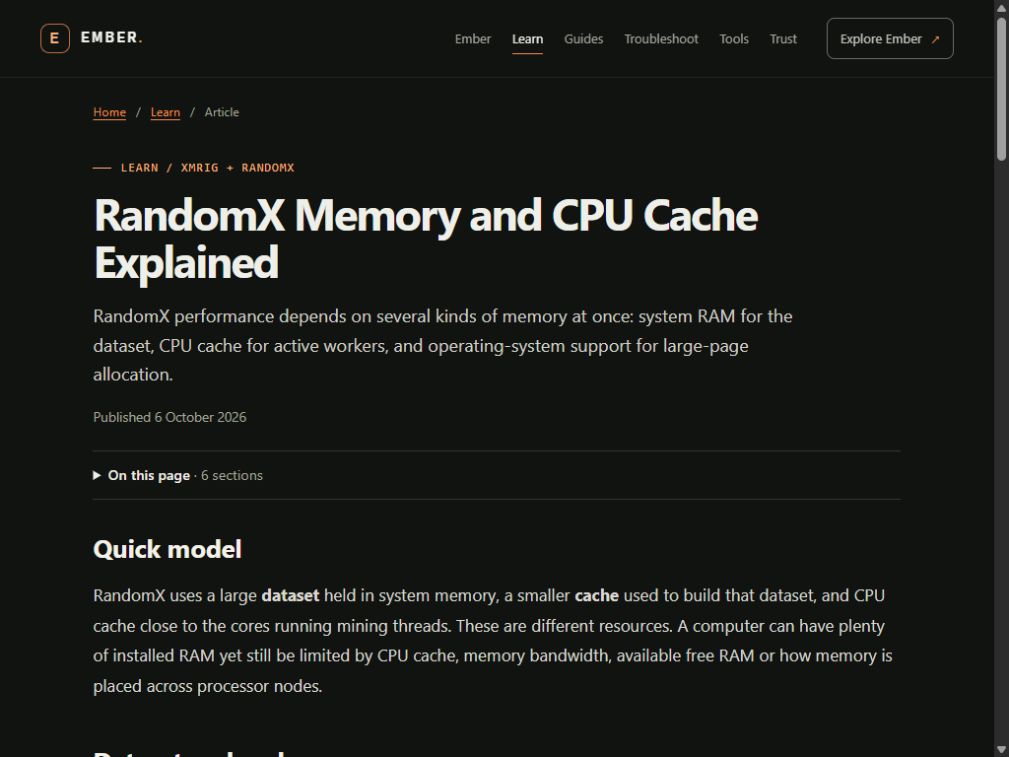 E EMBER.
Ember Learn Guides Troubleshoot Tools Trust Explore Ember ↗
Home / Learn / Article
LEARN / XMRIG + RANDOMX
RandomX Memory and CPU Cache
Explained
RandomX performance depends on several kinds of memory at once: system RAM for the
dataset, CPU cache for active workers, and operating-system support for large-page
allocation.
Published 6 October 2026
On this page · 6 sections
Quick model
RandomX uses a large dataset held in system memory, a smaller cache used to build that dataset, and CPU
cache close to the cores running mining threads. These are different resources. A computer can have plenty
of installed RAM yet still be limited by CPU cache, memory bandwidth, available free RAM or how memory is
placed across processor nodes.